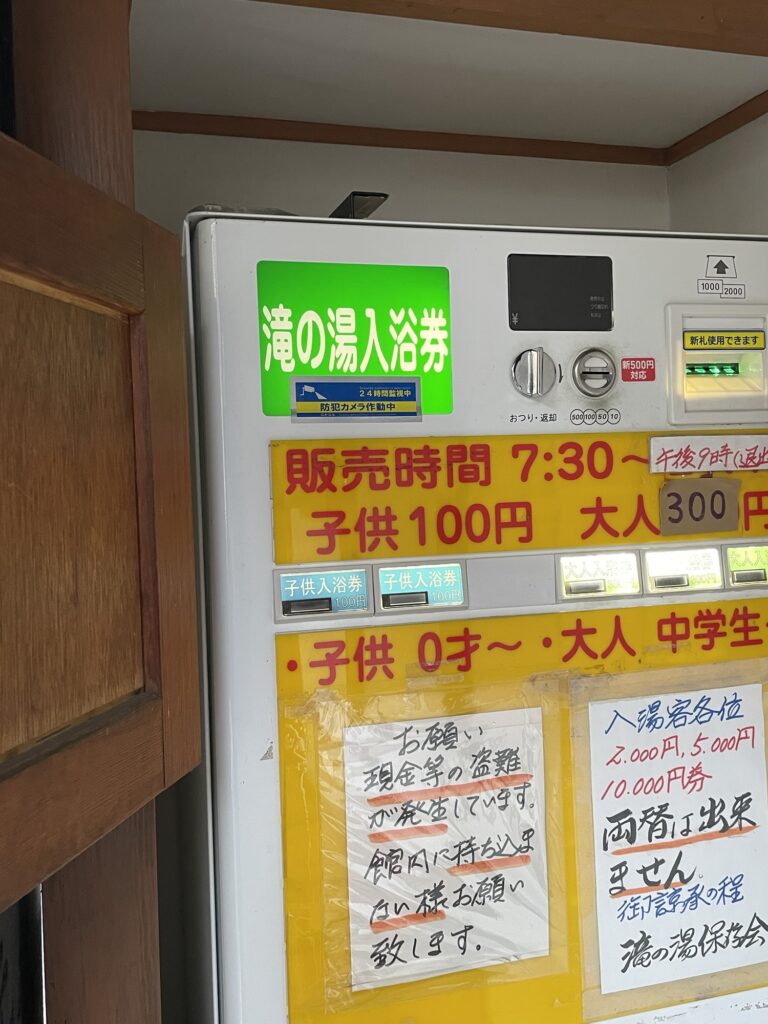 滝の湯入浴券
24時間監視中
防犯カメラ作動中
¥
1000 2000
新札使用できます
新500円
対応
おつり・返却
500 100 50 10
販売時間 7:30~ 午後9時(退出
子供100円 大人300円
子供入浴券
100円
子供入浴券
100円
大人入浴券
・子供 0才~ ・大人 中学生~
お願い
現金等の盗難
が発生しています。
館内に持ち込ま
ない様お願い
致します。
入湯客各位
2.000円,5.000円
10.000円券
両替は出来
ません。
御諒承の程
滝の湯保存会